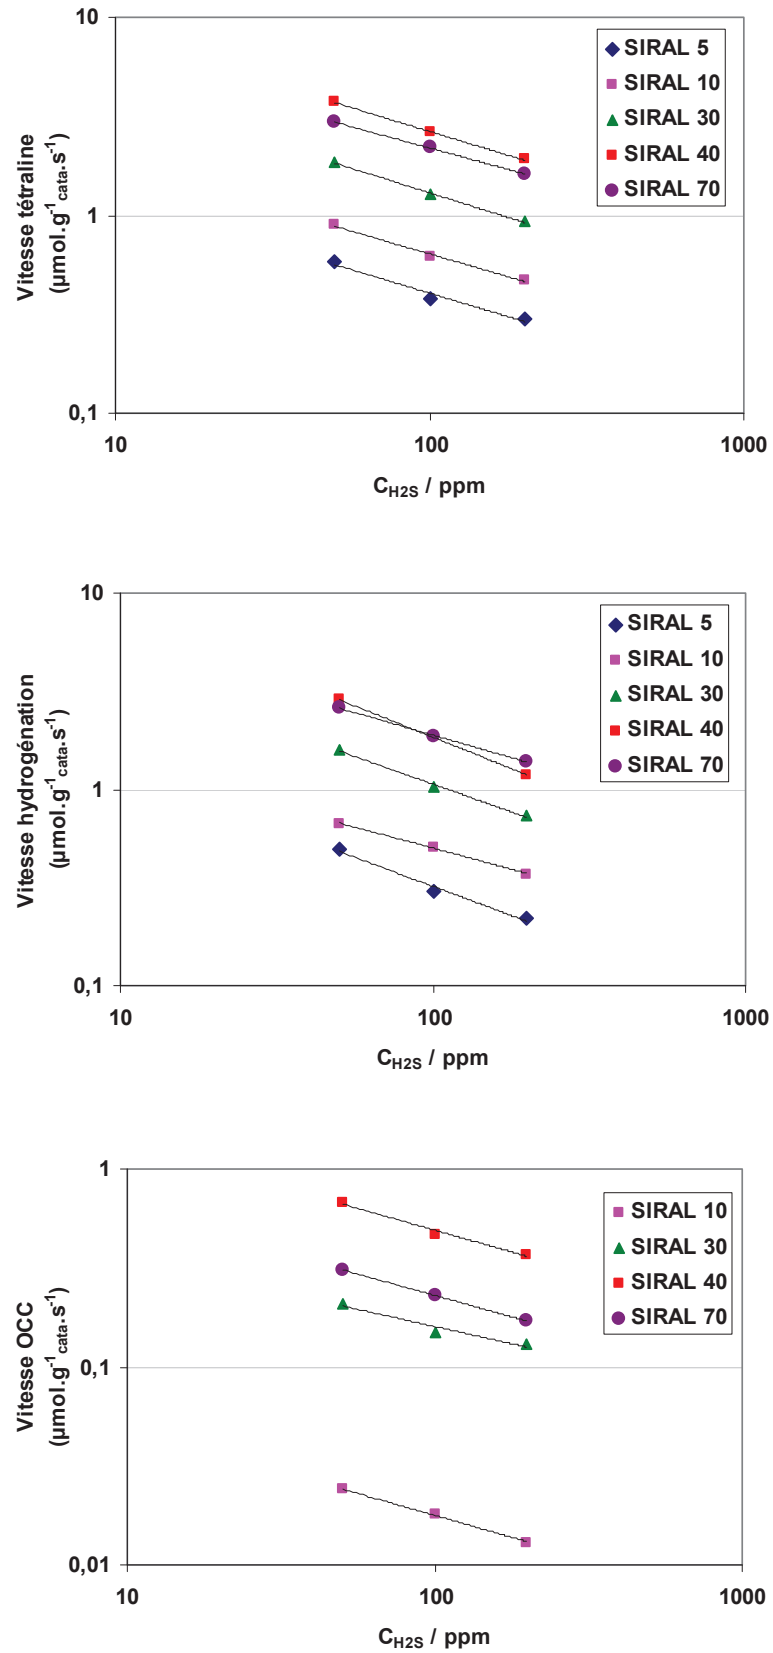 10
SIRAL 5
SIRAL 10
SIRAL 30
SIRAL 40
SIRAL 70
Vitesse tétraline
(µmol.g⁻¹cata.s⁻¹)
1
0,1
10
100
1000
C_H2S / ppm
10
SIRAL 5
SIRAL 10
SIRAL 30
SIRAL 40
SIRAL 70
Vitesse hydrogénation
(µmol.g⁻¹cata.s⁻¹)
1
0,1
10
100
1000
C_H2S / ppm
1
SIRAL 10
SIRAL 30
SIRAL 40
SIRAL 70
Vitesse OCC
(µmol.g⁻¹cata.s⁻¹)
0,1
0,01
10
100
1000
C_H2S / ppm